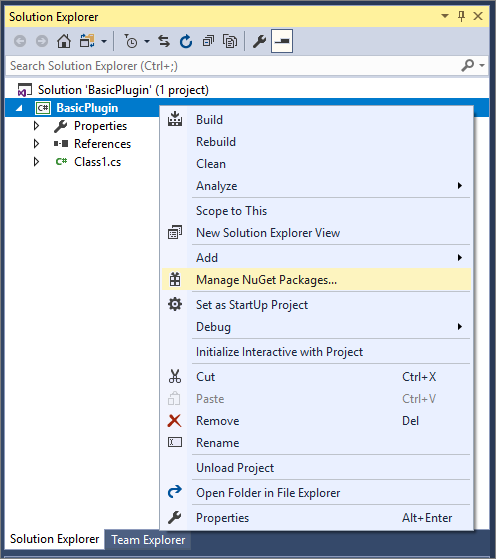 Solution Explorer
Search Solution Explorer (Ctrl+;)
Solution 'BasicPlugin' (1 project)
C# BasicPlugin
Properties
References
C# Class1.cs
Build
Rebuild
Clean
Analyze
Scope to This
New Solution Explorer View
Add
Manage NuGet Packages...
Set as StartUp Project
Debug
Initialize Interactive with Project
Cut Ctrl+X
Paste Ctrl+V
Remove Del
Rename
Unload Project
Open Folder in File Explorer
Properties Alt+Enter
Solution Explorer Team Explorer